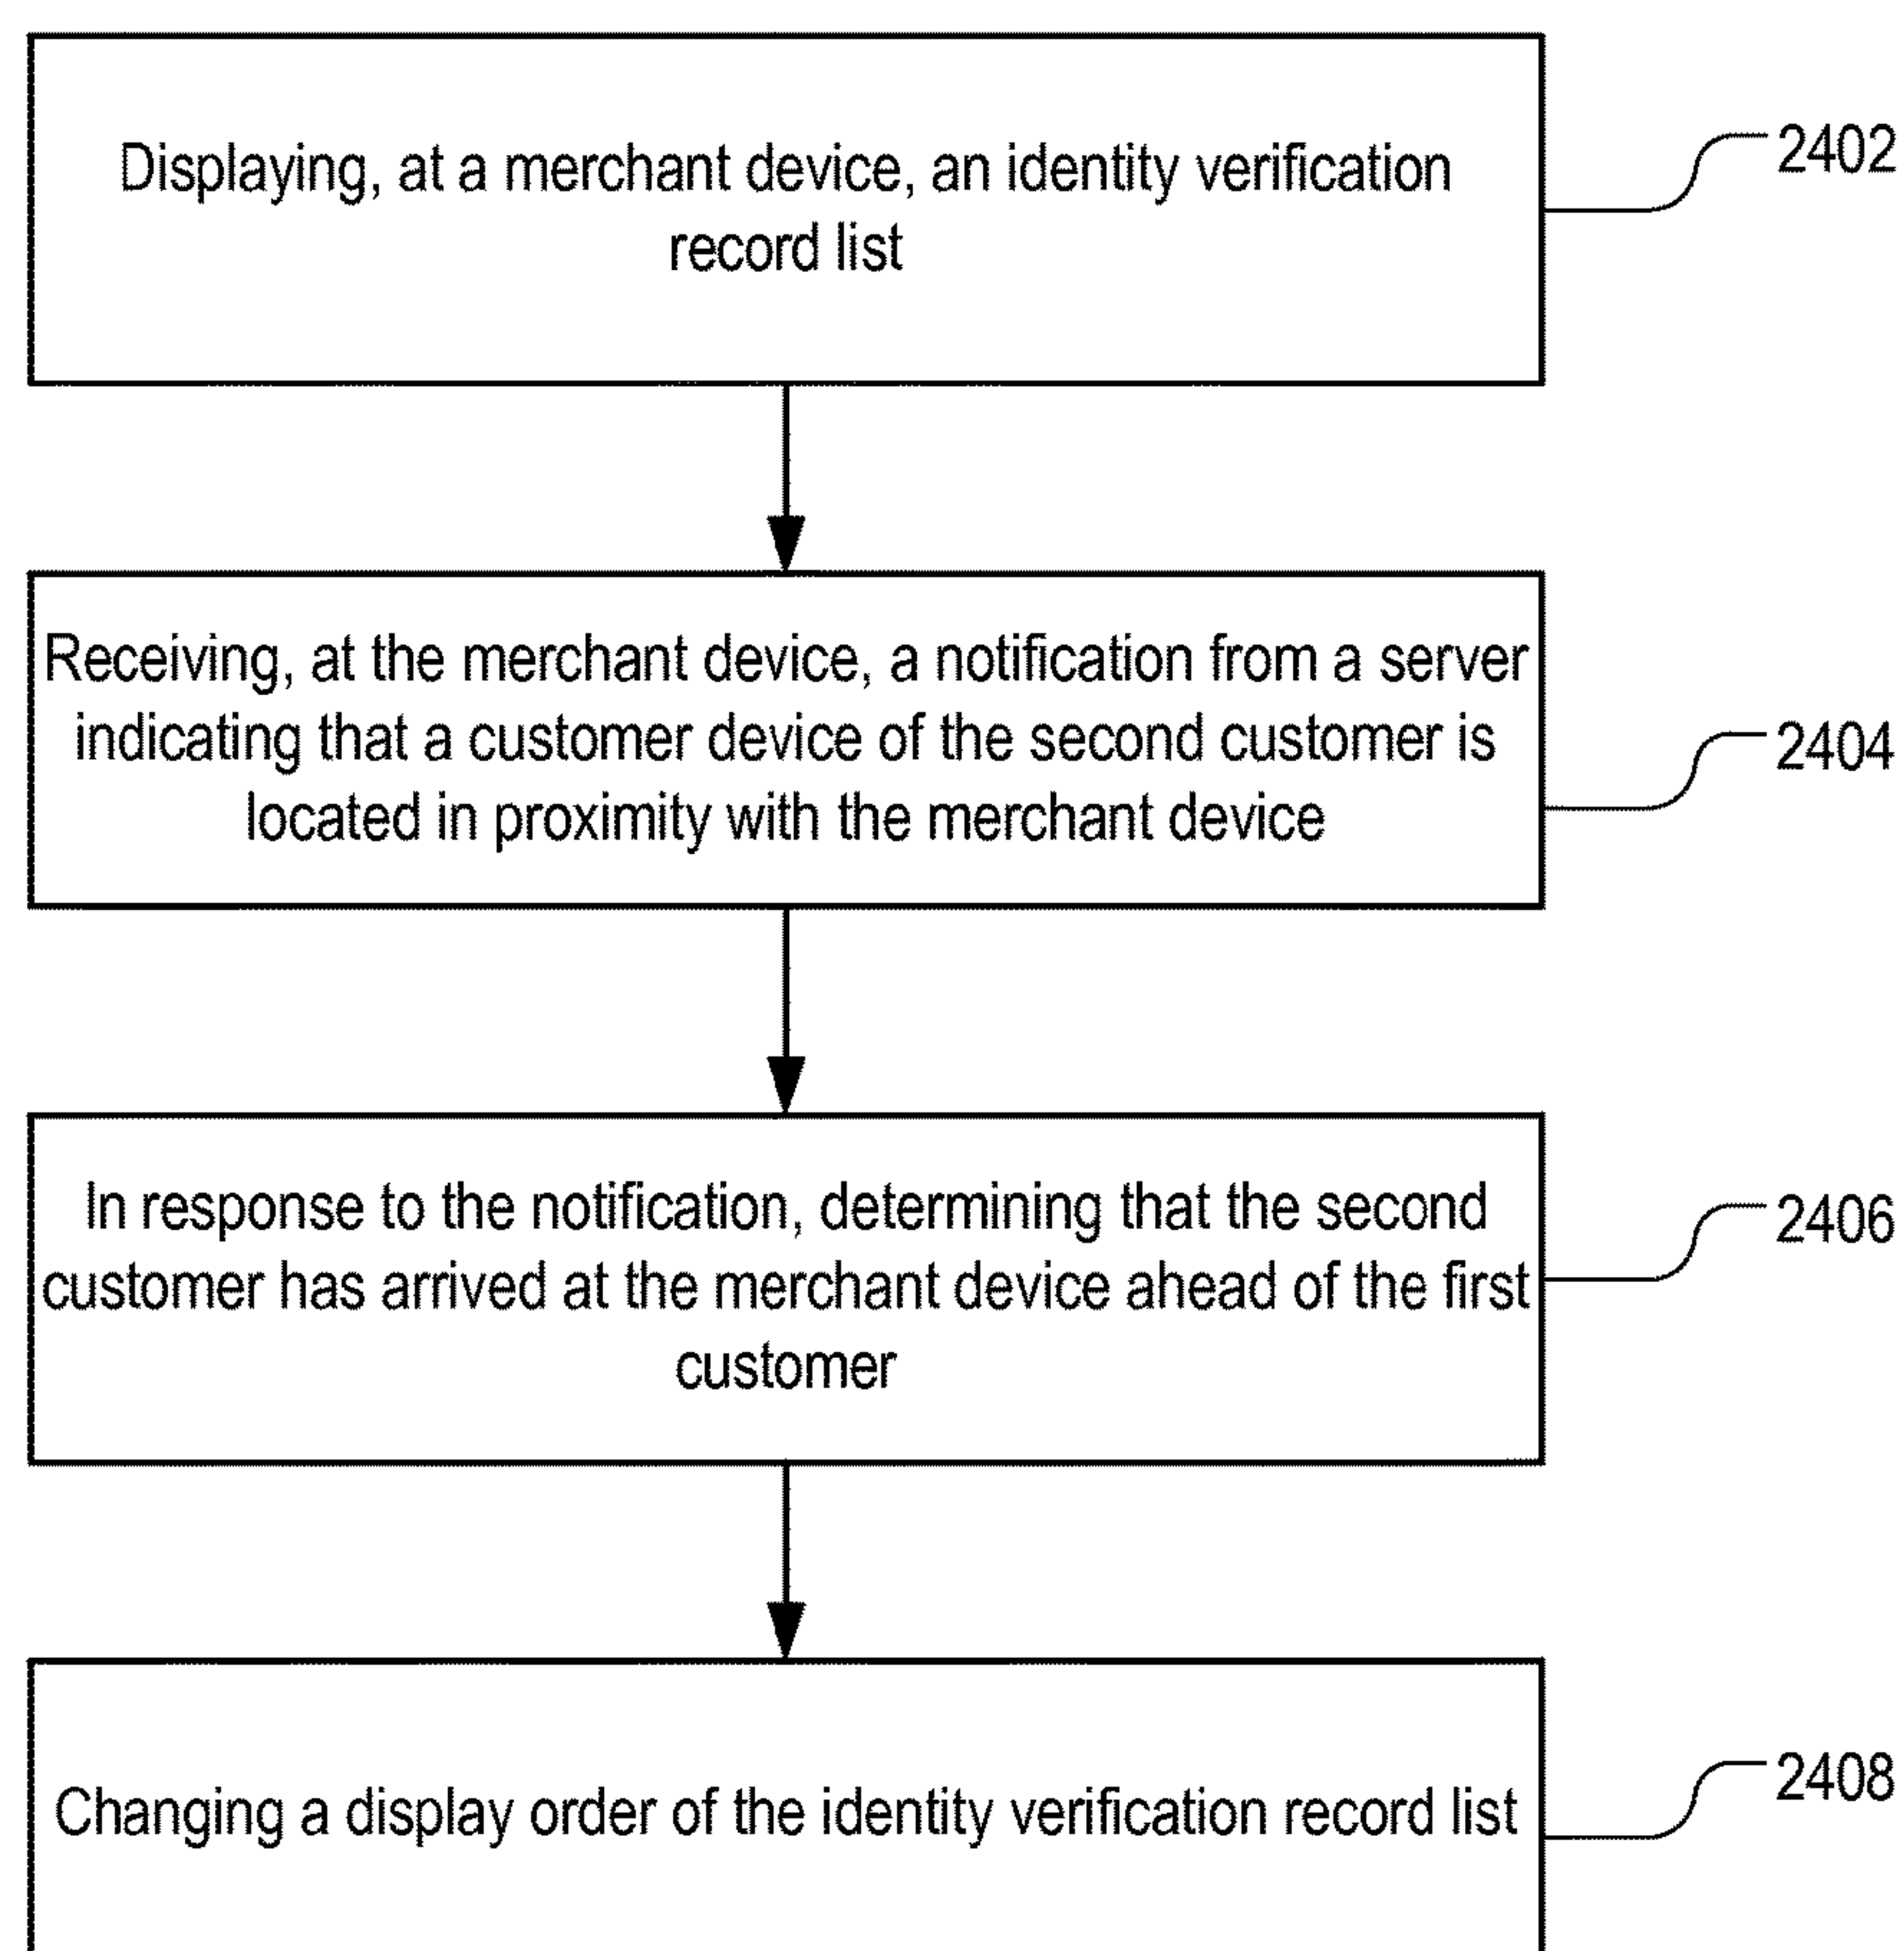 Displaying, at a merchant device, an identity verification
record list
2402
Receiving, at the merchant device, a notification from a server
indicating that a customer device of the second customer is
located in proximity with the merchant device
2404
In response to the notification, determining that the second
customer has arrived at the merchant device ahead of the first
customer
2406
Changing a display order of the identity verification record list
2408